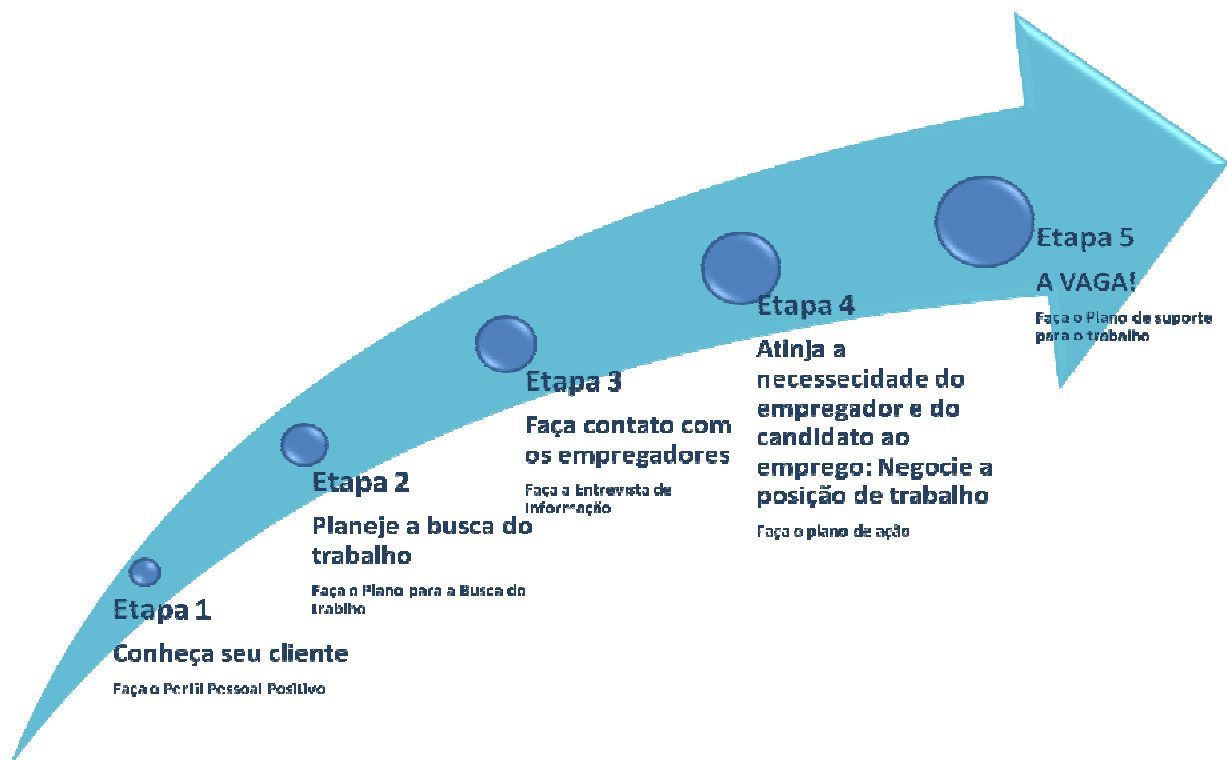 Etapa 1
Conheça seu cliente
Faça o Perfil Pessoal Positivo
Etapa 2
Planeje a busca do
trabalho
Faça o Plano para a Busca do
trablho
Etapa 3
Faça contato com
os empregadores
Faça a Entrevista de
Informação
Etapa 4
Atinja a
necessecidade do
empregador e do
candidato ao
emprego: Negocie a
posição de trabalho
Faça o plano de ação
Etapa 5
A VAGA!
Faça o Plano de suporte
para o trabalho